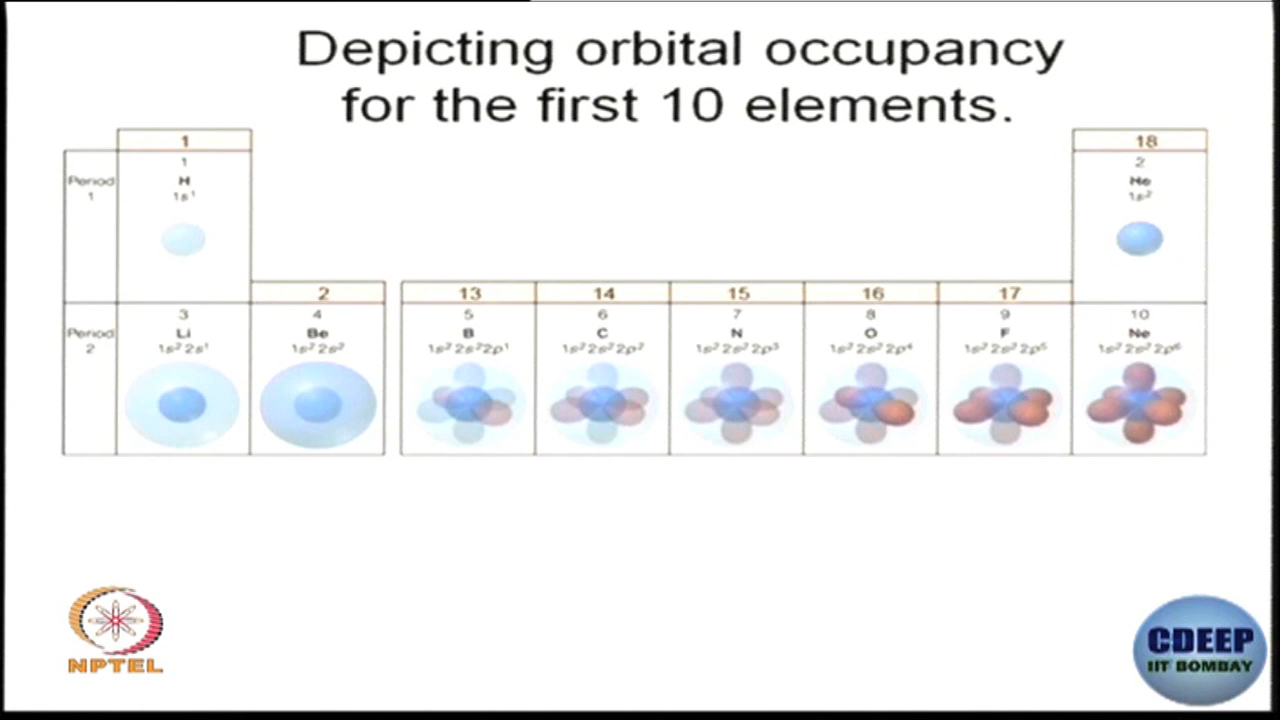 Depicting orbital occupancy
for the first 10 elements.
1
18
Period
1
1
H
1s¹
2
He
1s²
2
13
14
15
16
17
Period
2
3
Li
1s² 2s¹
4
Be
1s² 2s²
5
B
1s² 2s² 2p¹
6
C
1s² 2s² 2p²
7
N
1s² 2s² 2p³
8
O
1s² 2s² 2p⁴
9
F
1s² 2s² 2p⁵
10
Ne
1s² 2s² 2p⁶
NPTEL
CDEEP
IIT BOMBAY